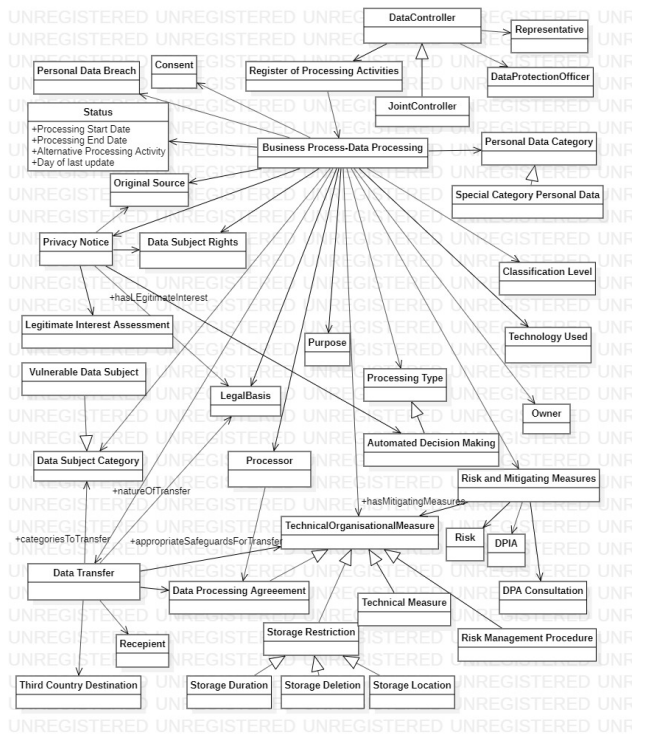 UNREGISTERED UNREGISTERED UNREGISTERED UNREGISTERED UNR
DataController
Representative
Personal Data Breach
Consent
Register of Processing Activities
DataProtectionOfficer
JointController
Status
+Processing Start Date
+Processing End Date
+Alternative Processing Activity
+Day of last update
Business Process-Data Processing
Personal Data Category
Original Source
Special Category Personal Data
Privacy Notice
Data Subject Rights
Classification Level
+hasLEgitimateInterest
Legitimate Interest Assessment
Purpose
Technology Used
Vulnerable Data Subject
Processing Type
LegalBasis
Owner
Automated Decision Making
Data Subject Category
Processor
Risk and Mitigating Measures
+natureOfTransfer
+hasMitigatingMeasures
TechnicalOrganisationalMeasure
+categoriesToTransfer
+appropriateSafeguardsForTransfer
Risk
DPIA
Data Transfer
Data Processing Agreeement
DPA Consultation
Technical Measure
Storage Restriction
Risk Management Procedure
Recepient
Third Country Destination
Storage Duration
Storage Deletion
Storage Location